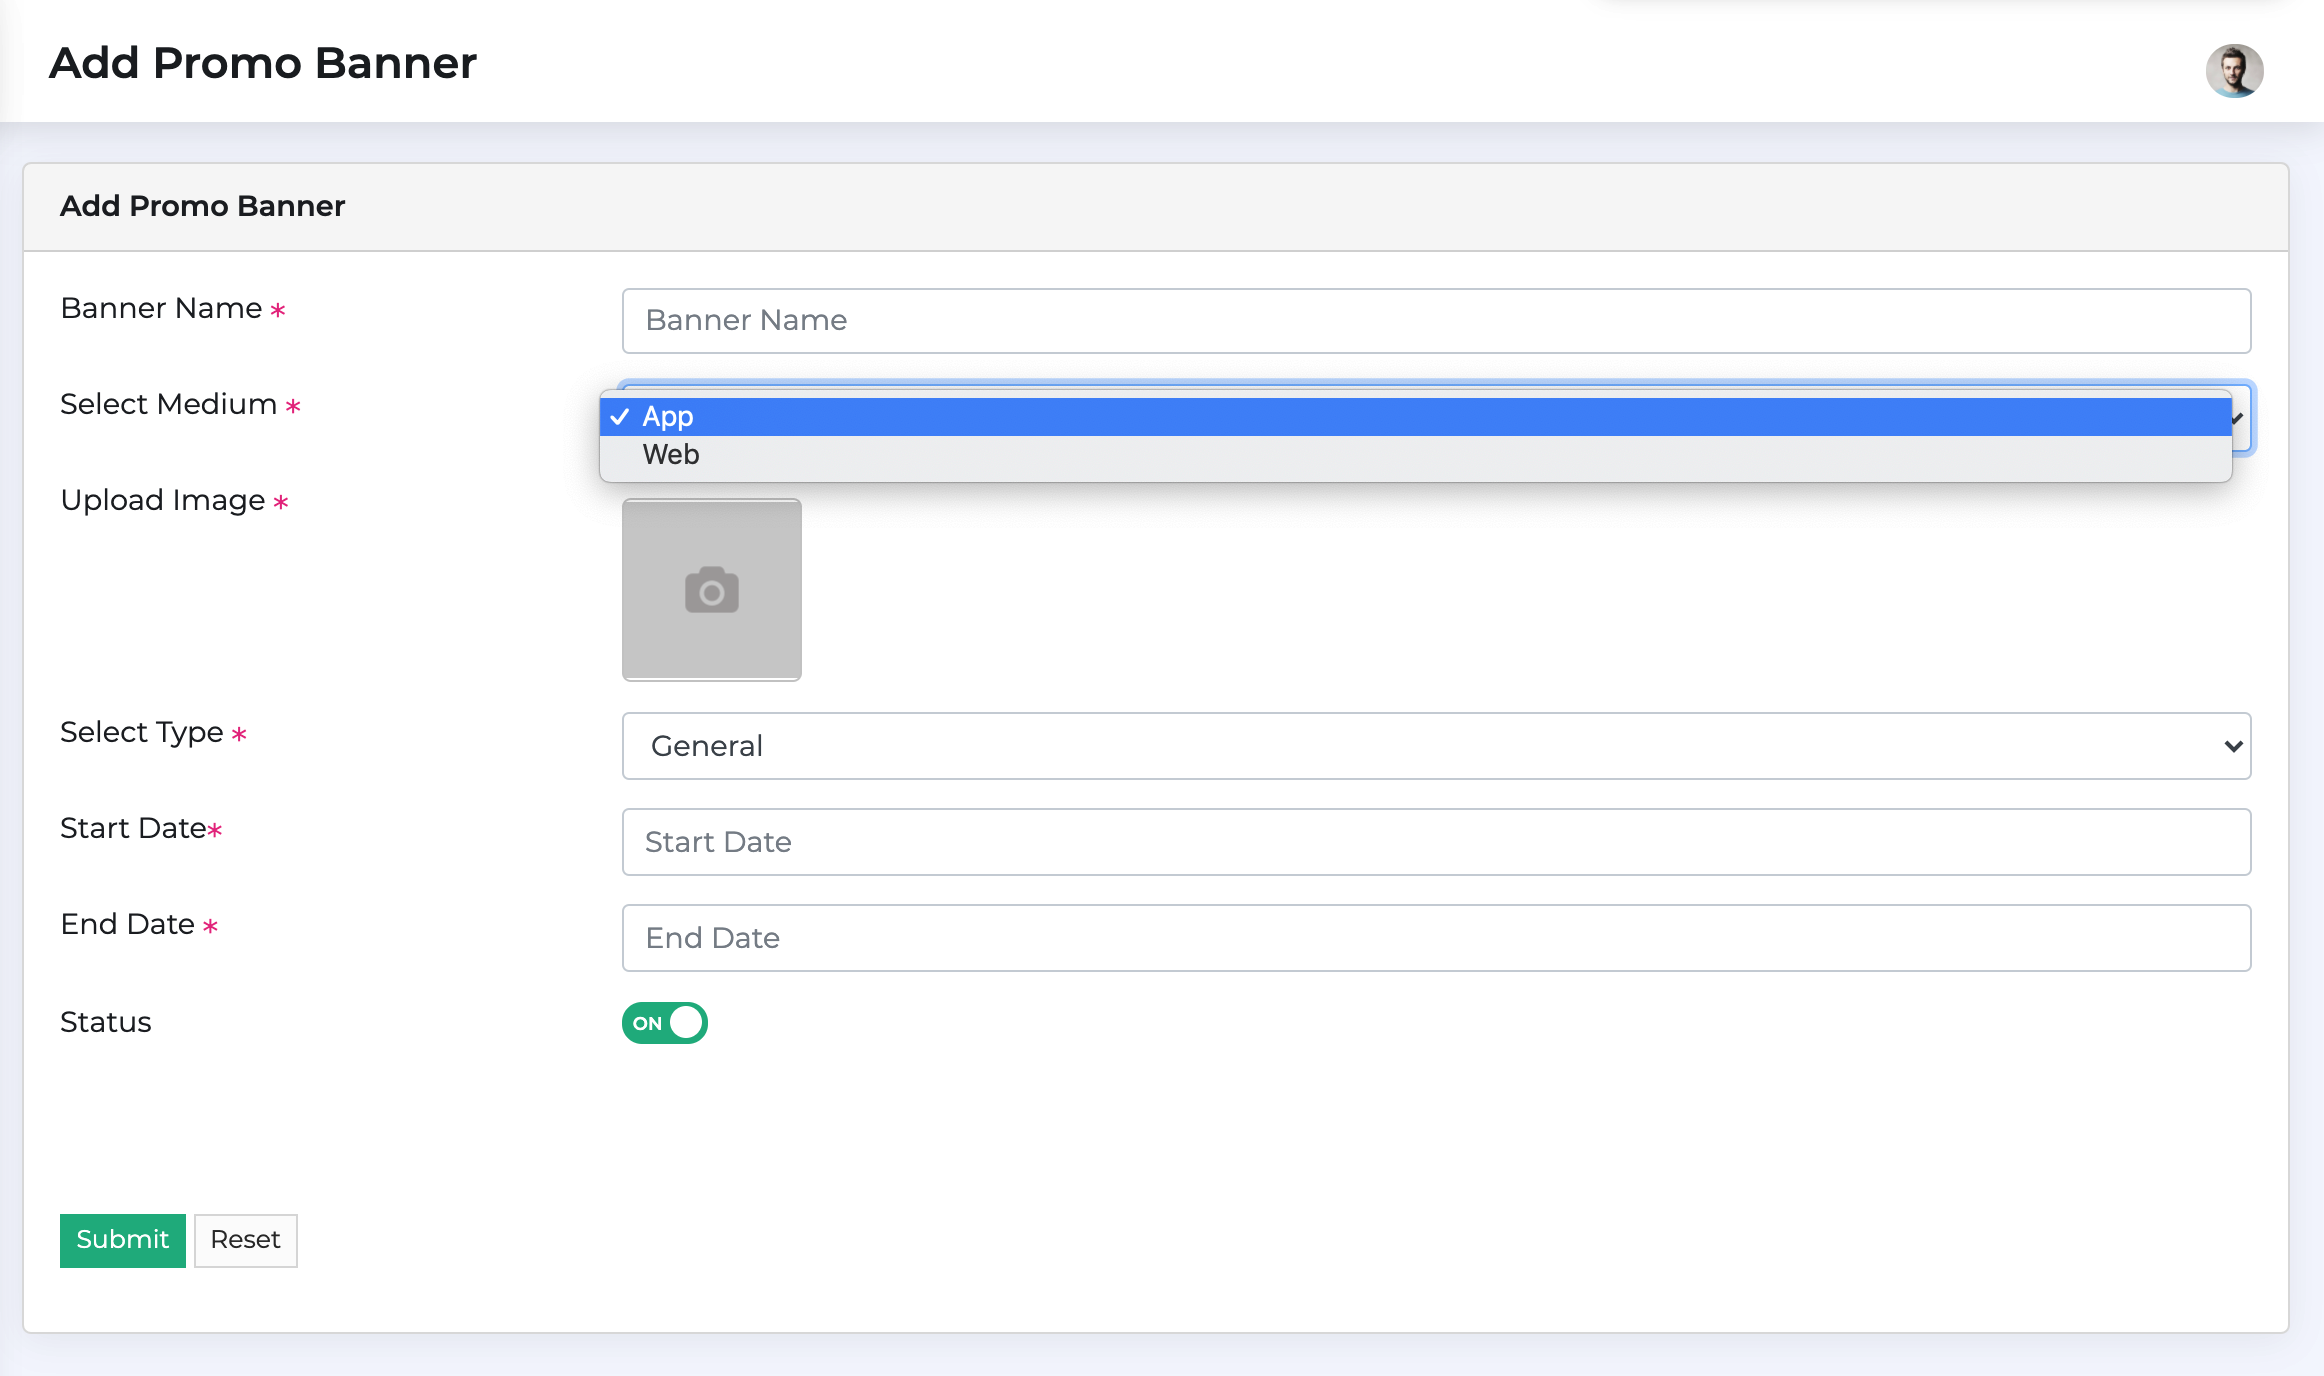 Add Promo Banner
Add Promo Banner
Banner Name *
Banner Name
Select Medium *
App
Web
Upload Image *
Select Type *
General
Start Date*
Start Date
End Date *
End Date
Status
ON
Submit
Reset